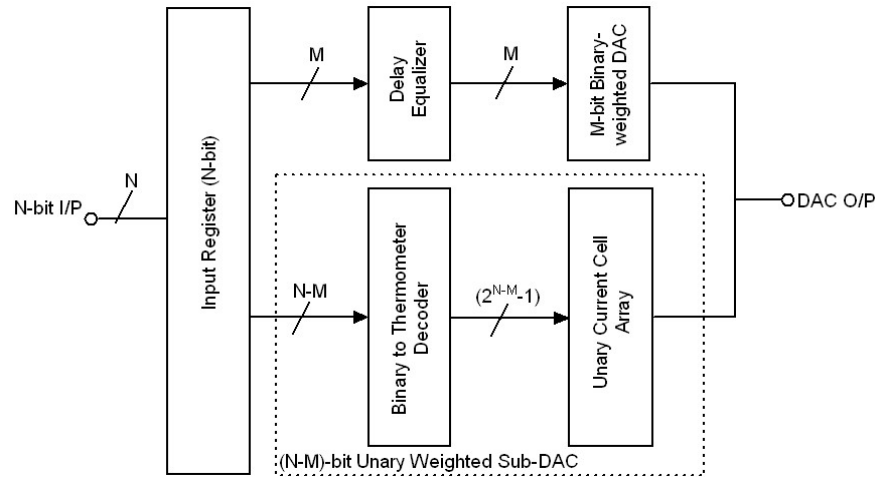 N-bit I/P
N
Input Register (N-bit)
M
Delay
Equalizer
M
M-bit Binary-
weighted DAC
DAC O/P
N-M
Binary to Thermometer
Decoder
(2^{N-M}-1)
Unary Current Cell
Array
(N-M)-bit Unary Weighted Sub-DAC